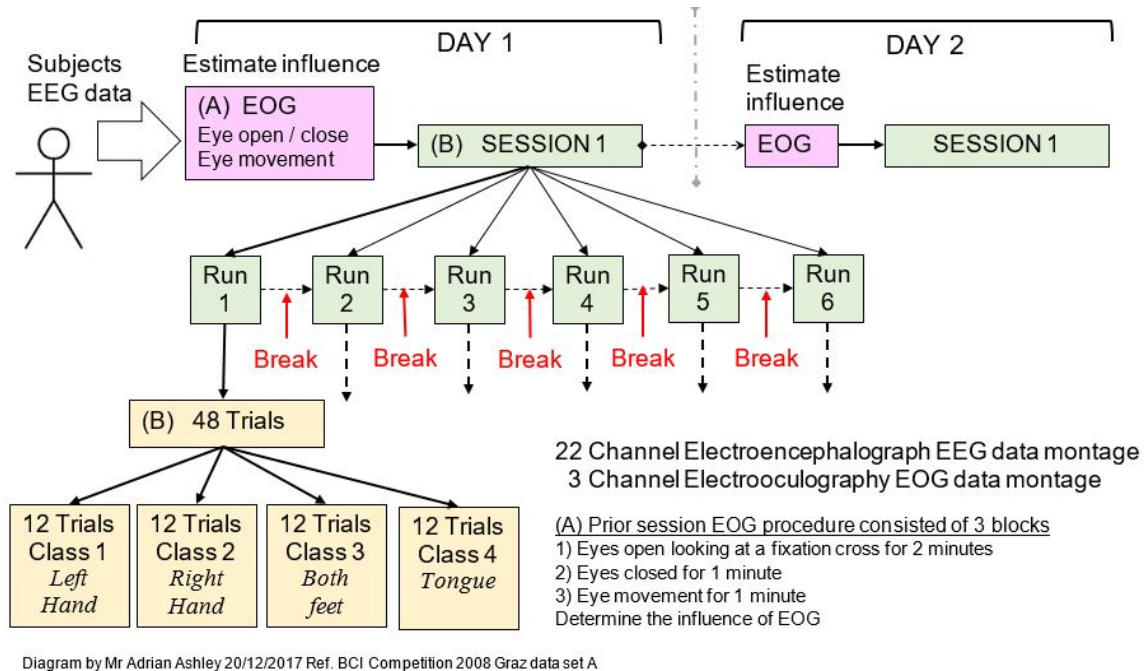 DAY 1
DAY 2
Subjects
EEG data
Estimate influence
(A) EOG
Eye open / close
Eye movement
(B) SESSION 1
Estimate
influence
EOG
SESSION 1
Run
1
Run
2
Run
3
Run
4
Run
5
Run
6
Break
Break
Break
Break
Break
(B) 48 Trials
12 Trials
Class 1
Left
Hand
12 Trials
Class 2
Right
Hand
12 Trials
Class 3
Both
feet
12 Trials
Class 4
Tongue
22 Channel Electroencephalograph EEG data montage
3 Channel Electrooculography EOG data montage
(A) Prior session EOG procedure consisted of 3 blocks
1) Eyes open looking at a fixation cross for 2 minutes
2) Eyes closed for 1 minute
3) Eye movement for 1 minute
Determine the influence of EOG
Diagram by Mr Adrian Ashley 20/12/2017 Ref. BCI Competition 2008 Graz data set A